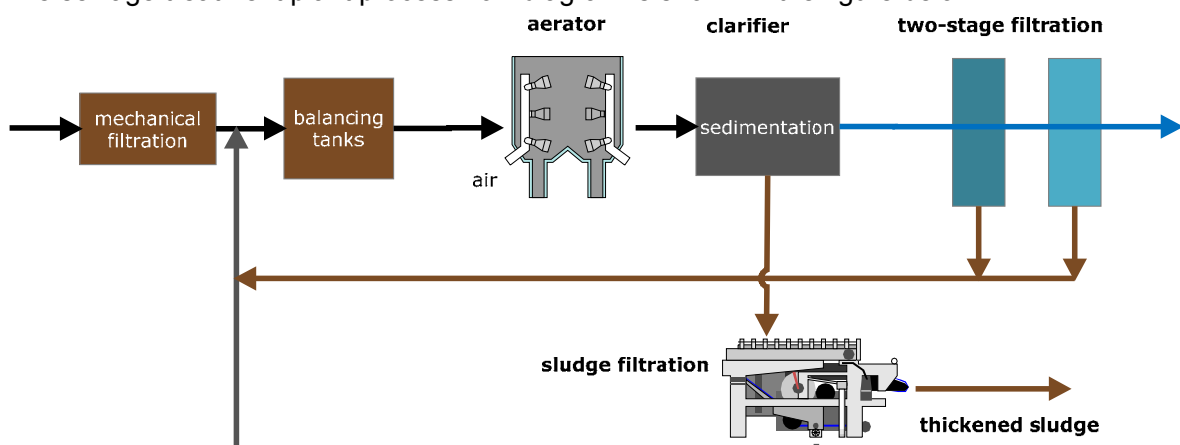 aerator
clarifier
two-stage filtration
mechanical
filtration
balancing
tanks
sedimentation
air
sludge filtration
thickened sludge